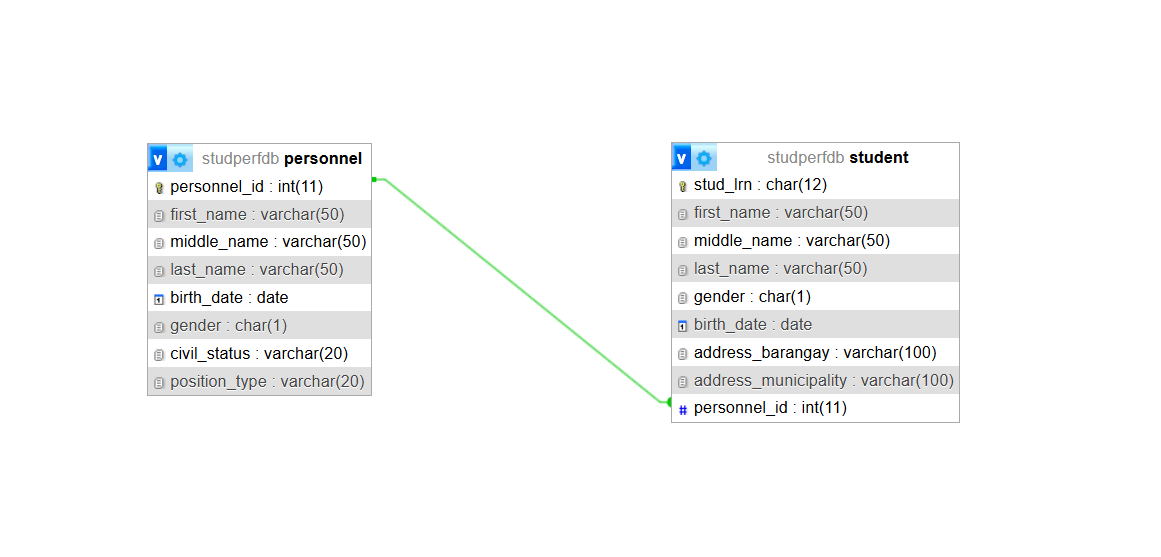 v studperfdb personnel
personnel_id : int(11)
first_name : varchar(50)
middle_name : varchar(50)
last_name : varchar(50)
birth_date : date
gender : char(1)
civil_status : varchar(20)
position_type : varchar(20)
v studperfdb student
stud_lrn : char(12)
first_name : varchar(50)
middle_name : varchar(50)
last_name : varchar(50)
gender : char(1)
birth_date : date
address_barangay : varchar(100)
address_municipality : varchar(100)
# personnel_id : int(11)